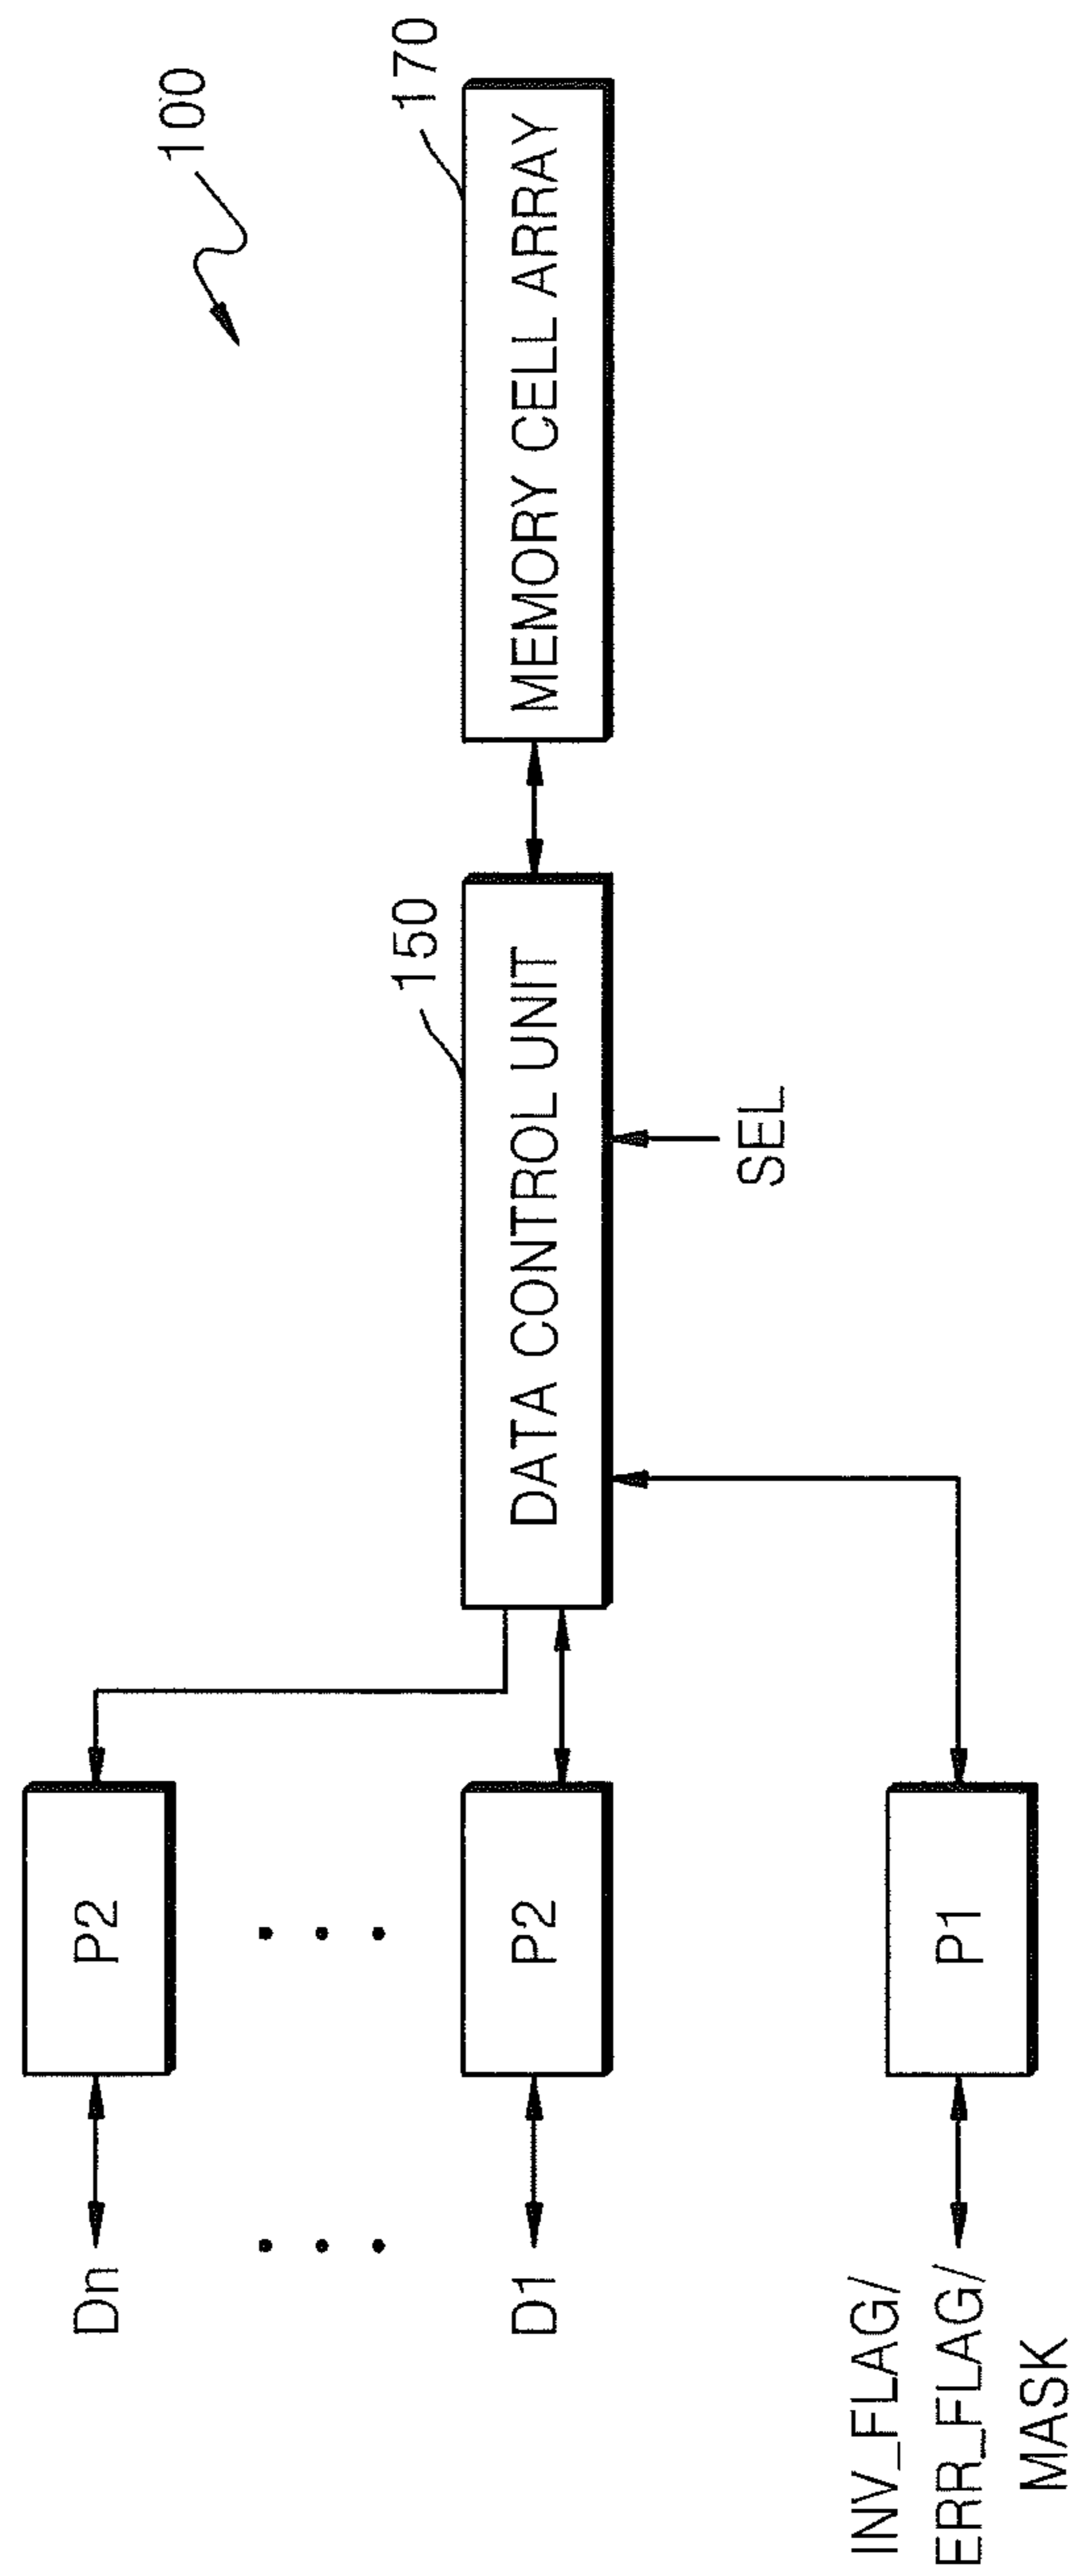 100
Dn
P2
D1
P2
DATA CONTROL UNIT
150
MEMORY CELL ARRAY
170
SEL
INV_FLAG/
ERR_FLAG/
MASK
P1